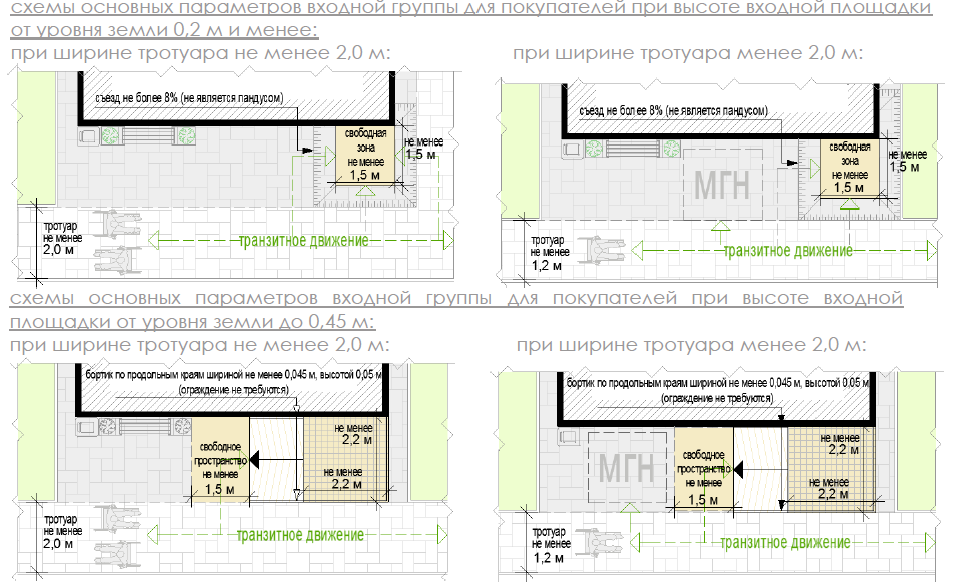 схемы основных параметров входной группы для покупателей при высоте входной площадки
от уровня земли 0,2 м и менее:
при ширине тротуара не менее 2,0 м:
съезд не более 8% (не является пандусом)
свободная
зона
не менее
1,5 м
не менее
1,5 м
тротуар
не менее
2,0 м
транзитное движение
при ширине тротуара менее 2,0 м:
съезд не более 8% (не является пандусом)
свободная
зона
не менее
1,5 м
не менее
1,5 м
МГН
тротуар
не менее
1,2 м
транзитное движение
схемы основных параметров входной группы для покупателей при высоте входной
площадки от уровня земли до 0,45 м:
при ширине тротуара не менее 2,0 м:
бортик по продольным краям шириной не менее 0,045 м, высотой 0,05 м
(ограждение не требуются)
не менее
2,2 м
свободное
пространство
не менее
1,5 м
не менее
2,2 м
тротуар
не менее
2,0 м
транзитное движение
при ширине тротуара менее 2,0 м:
бортик по продольным краям шириной не менее 0,045 м, высотой 0,05 м
(ограждение не требуются)
не менее
2,2 м
МГН
свободное
пространство
не менее
1,5 м
не менее
2,2 м
тротуар
не менее
1,2 м
транзитное движение